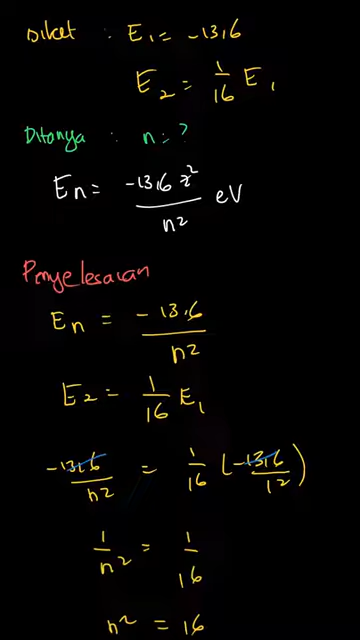 Diket : E₁ = -13,6
E₂ = 1/16 E₁
Ditanya : n = ?
En = -13,6 z²/n² eV
Penyelesaian
En = -13,6/n²
E₂ = 1/16 E₁
-13,6/n² = 1/16 (-13,6/1²)
1/n² = 1/16
n² = 16